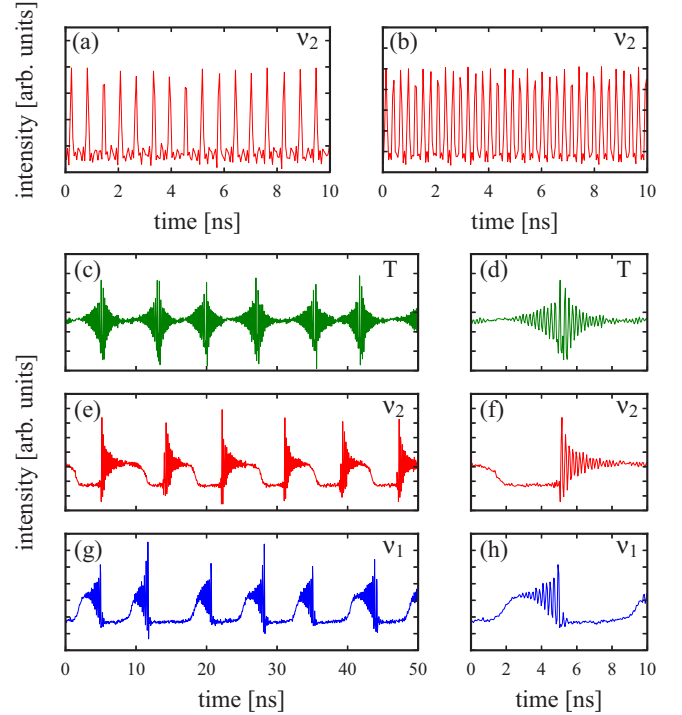 (a) ν2 (b) ν2
intensity [arb. units]
0 2 4 6 8 10 0 2 4 6 8 10
time [ns] time [ns]
(c) T (d) T
(e) ν2 (f) ν2
intensity [arb. units]
(g) ν1 (h) ν1
0 10 20 30 40 50 0 2 4 6 8 10
time [ns] time [ns]